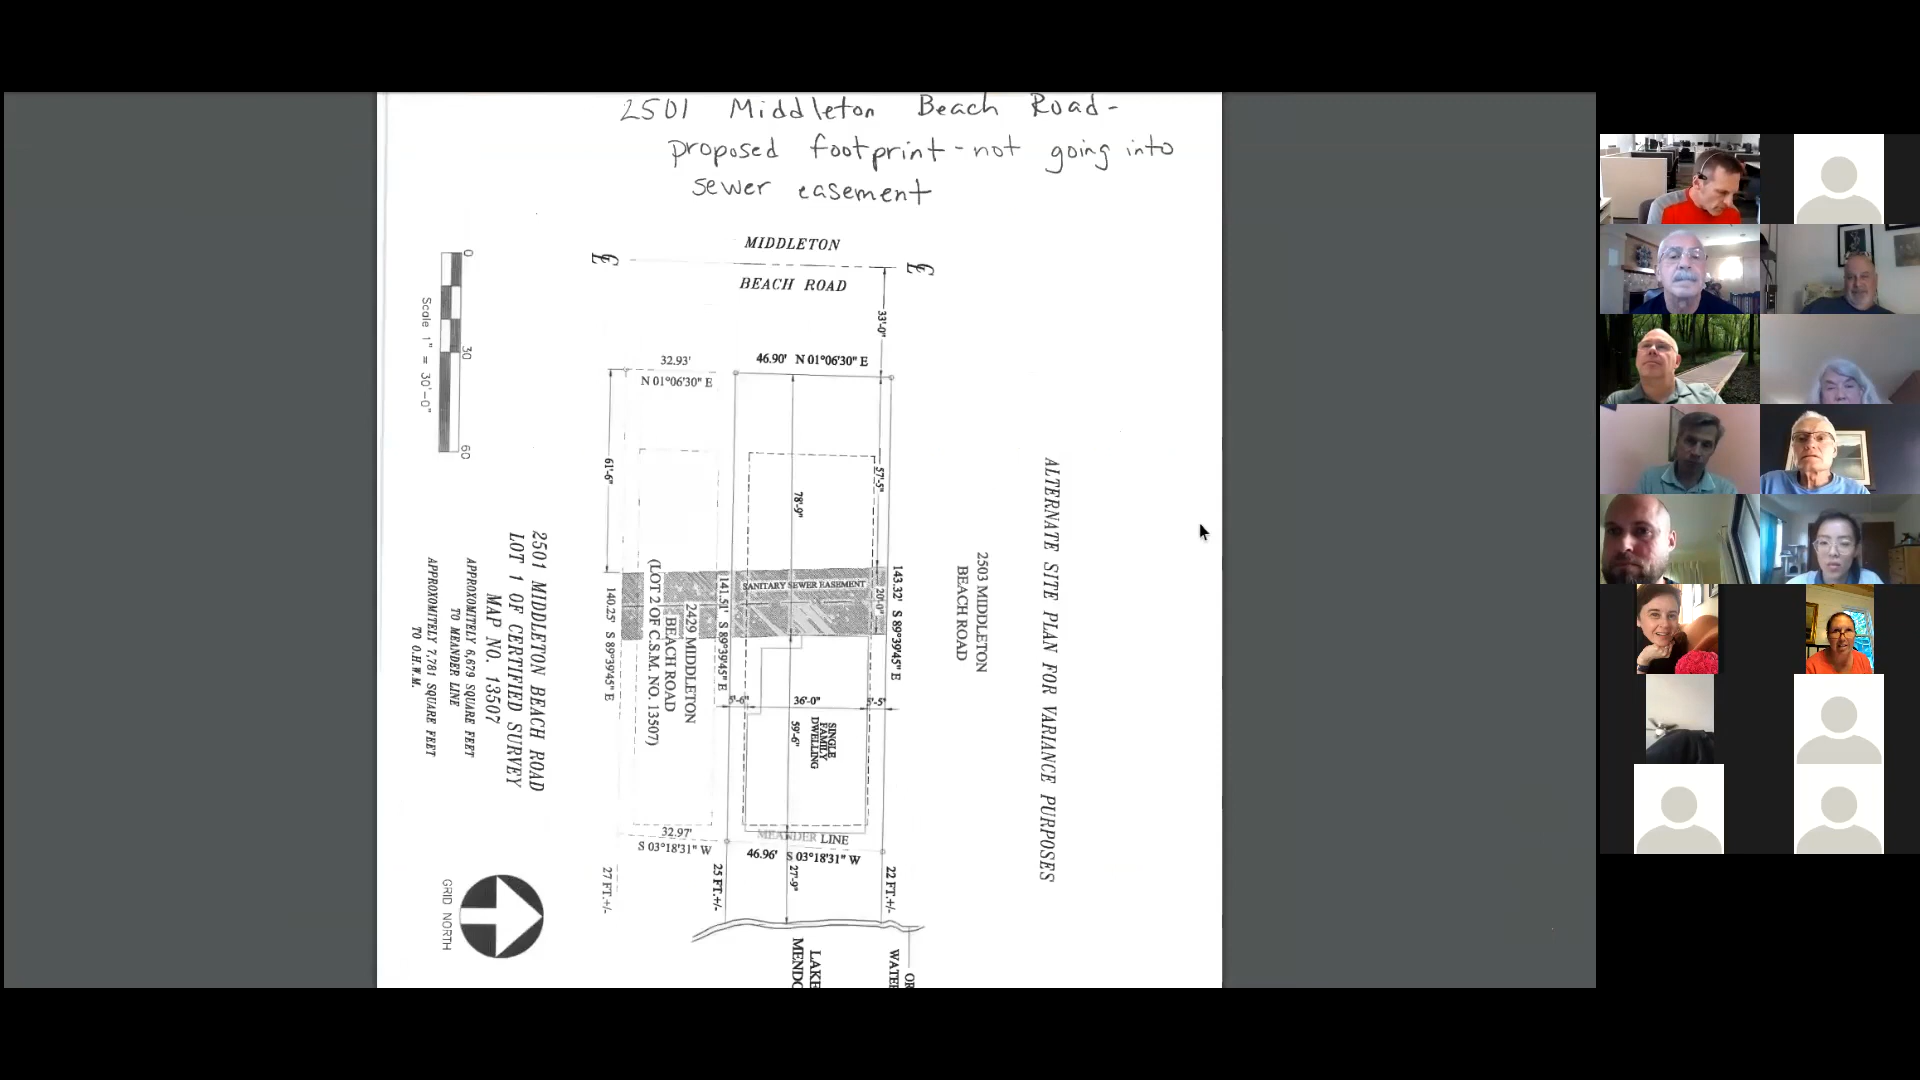 2501 Middleton Beach Road-
proposed footprint - not going into
sewer easement
MIDDLETON
BEACH ROAD
33'-0"
32.93'
N 01°06'30" E
46.90' N 01°06'30" E
0
30
60
Scale 1" = 30'-0"
61'-6"
57'-5"
78'-9"
SANITARY SEWER EASEMENT
20'-0"
143.32' S 89°39'45" E
141.51' S 89°39'45" E
140.25' S 89°39'45" E
2503 MIDDLETON
BEACH ROAD
2429 MIDDLETON
BEACH ROAD
(LOT 2 OF C.S.M. NO. 13507)
5'-6"
36'-0"
5'-5"
SINGLE
FAMILY
DWELLING
59'-6"
ALTERNATE SITE PLAN FOR VARIANCE PURPOSES
2501 MIDDLETON BEACH ROAD
LOT 1 OF CERTIFIED SURVEY
MAP NO. 13507
APPROXOMITELY 6,679 SQUARE FEET
TO MEANDER LINE
APPROXOMITELY 7,781 SQUARE FEET
TO O.H.W.M.
32.97'
S 03°18'31" W
MEANDER LINE
46.96' S 03°18'31" W
27 FT.+/-
25 FT.+/-
27'-9"
22 FT.+/-
GRID NORTH
LAKE
MENDO
OR
WATE